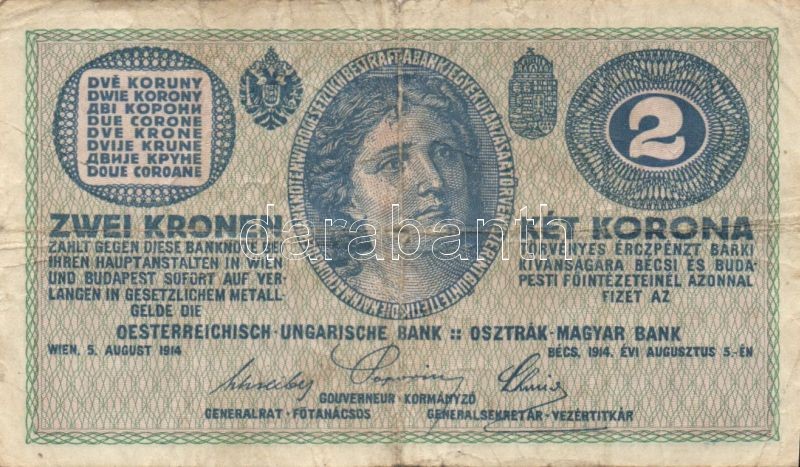 DVĚ KORUNY
DWIE KORONY
ДВІ КОРОНИ
DUE CORONE
DVE KRONE
DVIJE KRUNE
ДВИЈЕ КРУНЕ
DOUE COROANE
2
ZWEI KRONEN
ZAHLT GEGEN DIESE BANKNOTE BEI
IHREN HAUPTANSTALTEN IN WIEN
UND BUDAPEST SOFORT AUF VER-
LANGEN IN GESETZLICHEM METALL-
GELDE DIE
KÉT KORONA
TÖRVÉNYES ÉRCZPÉNZT BÁRKI
KIVÁNSÁGÁRA BÉCSI ÉS BUDA-
PESTI FŐINTÉZETEINÉL AZONNAL
FIZET AZ
darabanth
OESTERREICHISCH-UNGARISCHE BANK :: OSZTRÁK-MAGYAR BANK
WIEN, 5. AUGUST 1914
BÉCS, 1914. ÉVI AUGUSZTUS 5.-ÉN
GOUVERNEUR·KORMÁNYZÓ
GENERALRAT·FŐTANÁCSOS
GENERALSEKRETÄR·VEZÉRTITKÁR